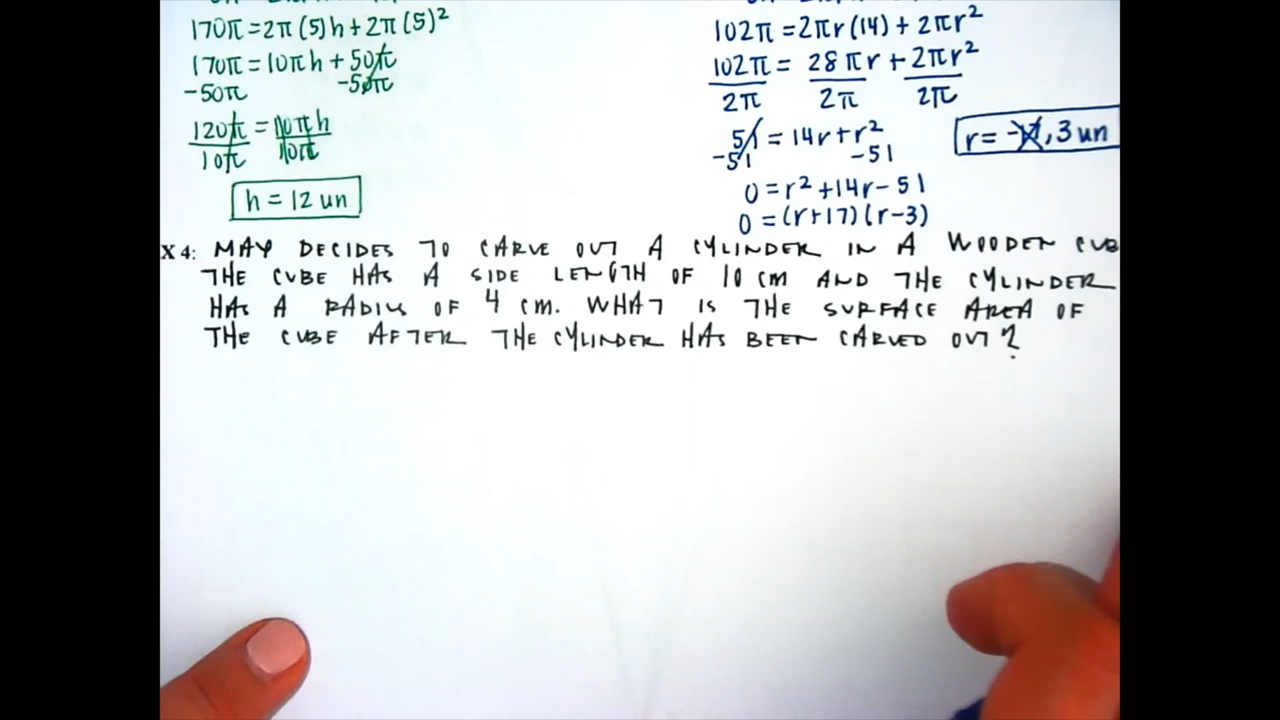 170π=2π(5)h+2π(5)²
170π=10πh+50π
-50π -50π
120π = 10πh
10π 10π
h = 12 un
102π=2πr(14)+2πr²
102π = 28πr+2πr²
2π 2π 2π
51 = 14r+r²
-51 -51
0=r²+14r-51
0=(r+17)(r-3)
r= -17, 3 un
X 4: MAY DECIDES TO CARVE OUT A CYLINDER IN A WOODEN CUB
THE CUBE HAS A SIDE LENGTH OF 10 CM AND THE CYLINDER
HAS A RADIUS OF 4 CM. WHAT IS THE SURFACE AREA OF
THE CUBE AFTER THE CYLINDER HAS BEEN CARVED OUT?